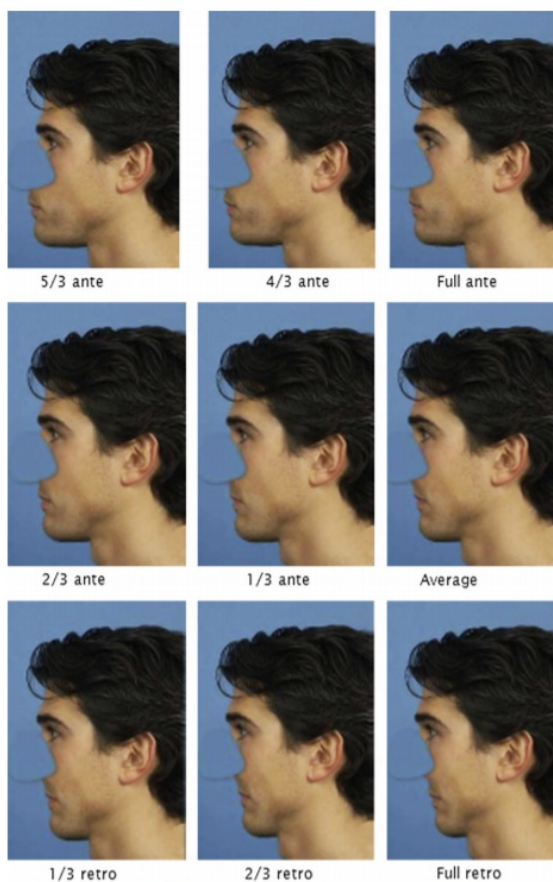 5/3 ante
4/3 ante
Full ante
2/3 ante
1/3 ante
Average
1/3 retro
2/3 retro
Full retro